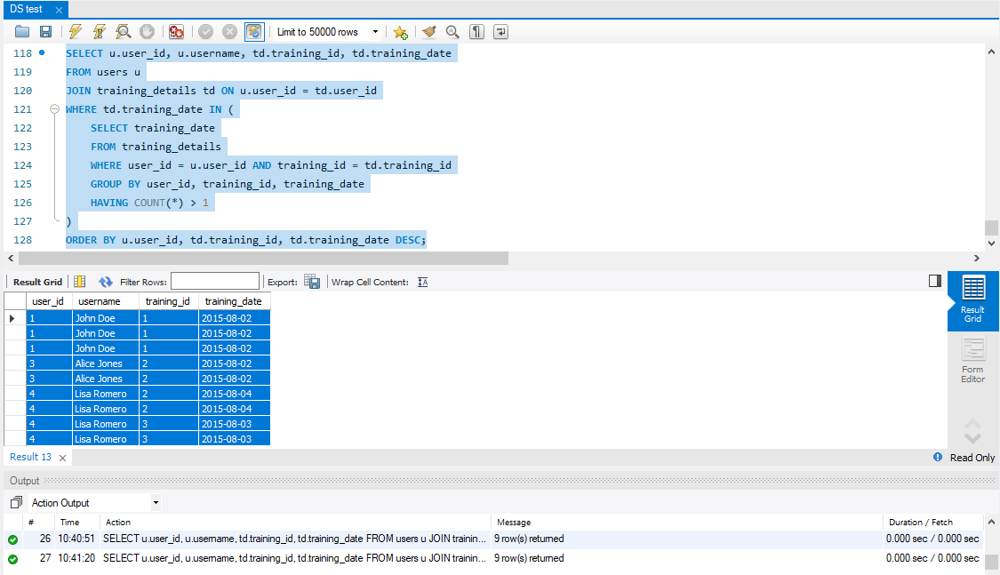 DS test
Limit to 50000 rows
118 SELECT u.user_id, u.username, td.training_id, td.training_date
119 FROM users u
120 JOIN training_details td ON u.user_id = td.user_id
121 WHERE td.training_date IN (
122 SELECT training_date
123 FROM training_details
124 WHERE user_id = u.user_id AND training_id = td.training_id
125 GROUP BY user_id, training_id, training_date
126 HAVING COUNT(*) > 1
127 )
128 ORDER BY u.user_id, td.training_id, td.training_date DESC;
Result Grid Filter Rows: Export: Wrap Cell Content:
user_id username training_id training_date
1 John Doe 1 2015-08-02
1 John Doe 1 2015-08-02
1 John Doe 1 2015-08-02
3 Alice Jones 2 2015-08-02
3 Alice Jones 2 2015-08-02
4 Lisa Romero 2 2015-08-04
4 Lisa Romero 2 2015-08-04
4 Lisa Romero 3 2015-08-03
4 Lisa Romero 3 2015-08-03
Result
Grid
Form
Editor
Result 13 Read Only
Output
Action Output
# Time Action Message Duration / Fetch
26 10:40:51 SELECT u.user_id, u.username, td.training_id, td.training_date FROM users u JOIN trainin... 9 row(s) returned 0.000 sec / 0.000 sec
27 10:41:20 SELECT u.user_id, u.username, td.training_id, td.training_date FROM users u JOIN trainin... 9 row(s) returned 0.000 sec / 0.000 sec